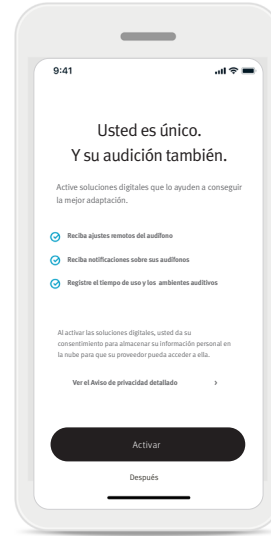 9:41
Usted es único.
Y su audición también.
Active soluciones digitales que lo ayuden a conseguir
la mejor adaptación.
Reciba ajustes remotos del audífono
Reciba notificaciones sobre sus audífonos
Registre el tiempo de uso y los ambientes auditivos
Al activar las soluciones digitales, usted da su
consentimiento para almacenar su información personal en
la nube para que su proveedor pueda acceder a ella.
Ver el Aviso de privacidad detallado
Activar
Después